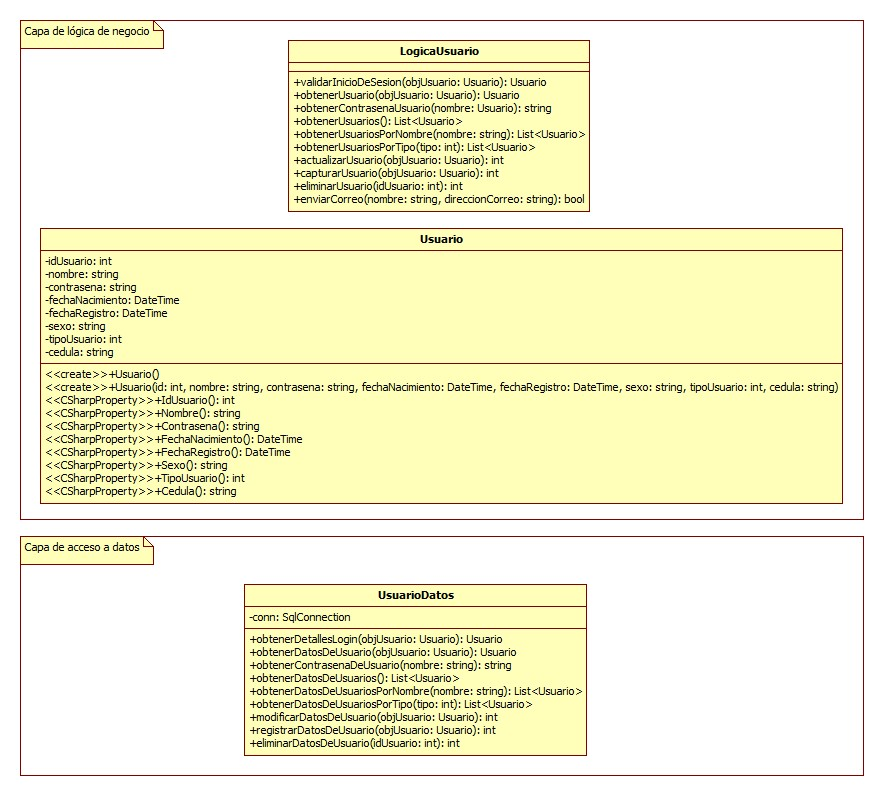 Capa de lógica de negocio
LogicaUsuario
+validarInicioDeSesion(objUsuario: Usuario): Usuario
+obtenerUsuario(objUsuario: Usuario): Usuario
+obtenerContrasenaUsuario(nombre: Usuario): string
+obtenerUsuarios(): List<Usuario>
+obtenerUsuariosPorNombre(nombre: string): List<Usuario>
+obtenerUsuariosPorTipo(tipo: int): List<Usuario>
+actualizarUsuario(objUsuario: Usuario): int
+capturarUsuario(objUsuario: Usuario): int
+eliminarUsuario(idUsuario: int): int
+enviarCorreo(nombre: string, direccionCorreo: string): bool
Usuario
-idUsuario: int
-nombre: string
-contrasena: string
-fechaNacimiento: DateTime
-fechaRegistro: DateTime
-sexo: string
-tipoUsuario: int
-cedula: string
<<create>>+Usuario()
<<create>>+Usuario(id: int, nombre: string, contrasena: string, fechaNacimiento: DateTime, fechaRegistro: DateTime, sexo: string, tipoUsuario: int, cedula: string)
<<CSharpProperty>>+IdUsuario(): int
<<CSharpProperty>>+Nombre(): string
<<CSharpProperty>>+Contrasena(): string
<<CSharpProperty>>+FechaNacimiento(): DateTime
<<CSharpProperty>>+FechaRegistro(): DateTime
<<CSharpProperty>>+Sexo(): string
<<CSharpProperty>>+TipoUsuario(): int
<<CSharpProperty>>+Cedula(): string
Capa de acceso a datos
UsuarioDatos
-conn: SqlConnection
+obtenerDetallesLogin(objUsuario: Usuario): Usuario
+obtenerDatosDeUsuario(objUsuario: Usuario): Usuario
+obtenerContrasenaDeUsuario(nombre: string): string
+obtenerDatosDeUsuarios(): List<Usuario>
+obtenerDatosDeUsuariosPorNombre(nombre: string): List<Usuario>
+obtenerDatosDeUsuariosPorTipo(tipo: int): List<Usuario>
+modificarDatosDeUsuario(objUsuario: Usuario): int
+registrarDatosDeUsuario(objUsuario: Usuario): int
+eliminarDatosDeUsuario(idUsuario: int): int